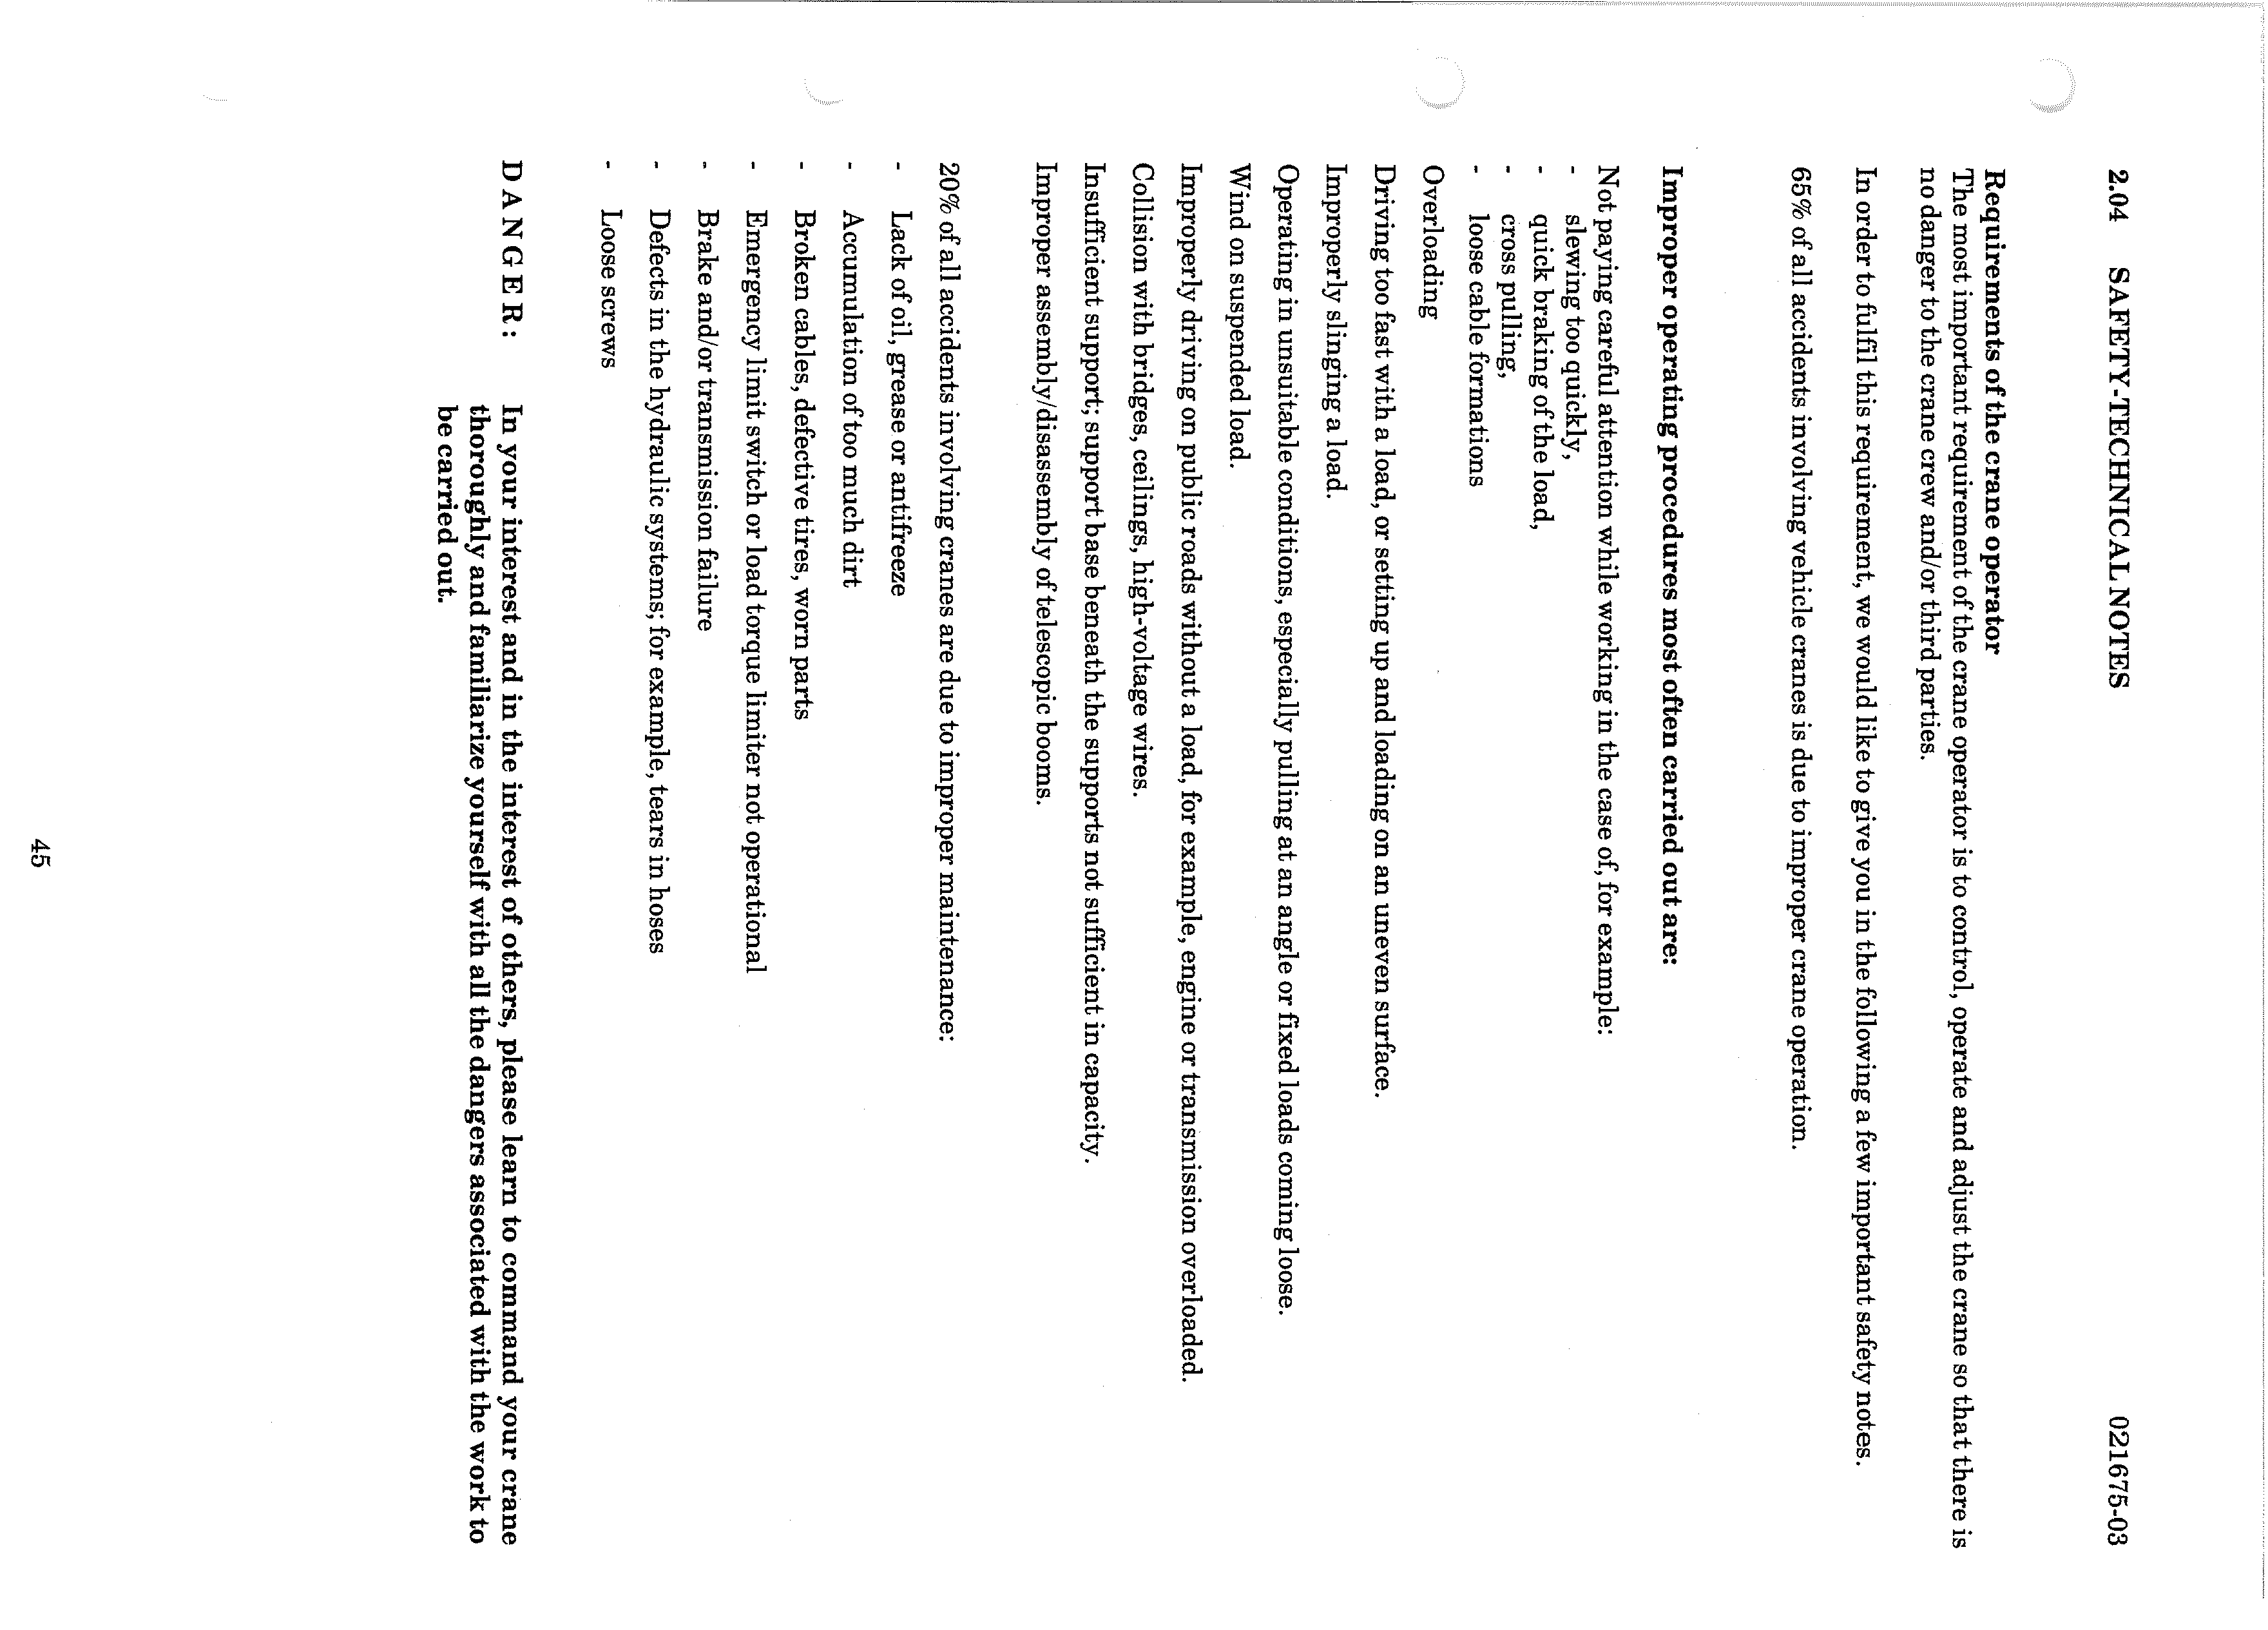 2.04 SAFETY-TECHNICAL NOTES 021675-03
Requirements of the crane operator
The most important requirement of the crane operator is to control, operate and adjust the crane so that there is
no danger to the crane crew and/or third parties.
In order to fulfil this requirement, we would like to give you in the following a few important safety notes.
65% of all accidents involving vehicle cranes is due to improper crane operation.
Improper operating procedures most often carried out are:
Not paying careful attention while working in the case of, for example:
- slewing too quickly,
- quick braking of the load,
- cross pulling,
- loose cable formations
Overloading
Driving too fast with a load, or setting up and loading on an uneven surface.
Improperly slinging a load.
Operating in unsuitable conditions, especially pulling at an angle or fixed loads coming loose.
Wind on suspended load.
Improperly driving on public roads without a load, for example, engine or transmission overloaded.
Collision with bridges, ceilings, high-voltage wires.
Insufficient support; support base beneath the supports not sufficient in capacity.
Improper assembly/disassembly of telescopic booms.
20% of all accidents involving cranes are due to improper maintenance:
- Lack of oil, grease or antifreeze
- Accumulation of too much dirt
- Broken cables, defective tires, worn parts
- Emergency limit switch or load torque limiter not operational
- Brake and/or transmission failure
- Defects in the hydraulic systems; for example, tears in hoses
- Loose screws
DANGER: In your interest and in the interest of others, please learn to command your crane
thoroughly and familiarize yourself with all the dangers associated with the work to
be carried out.
45